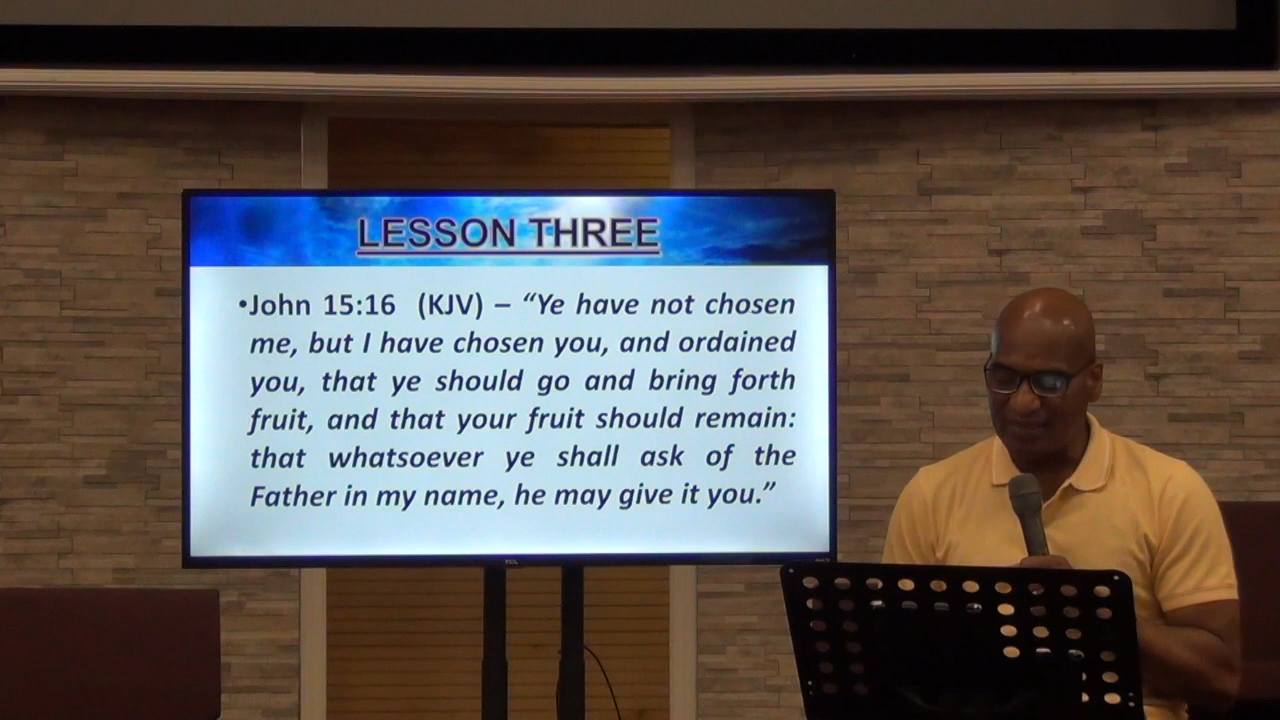 LESSON THREE
•John 15:16 (KJV) – “Ye have not chosen
me, but I have chosen you, and ordained
you, that ye should go and bring forth
fruit, and that your fruit should remain:
that whatsoever ye shall ask of the
Father in my name, he may give it you.”
TCL